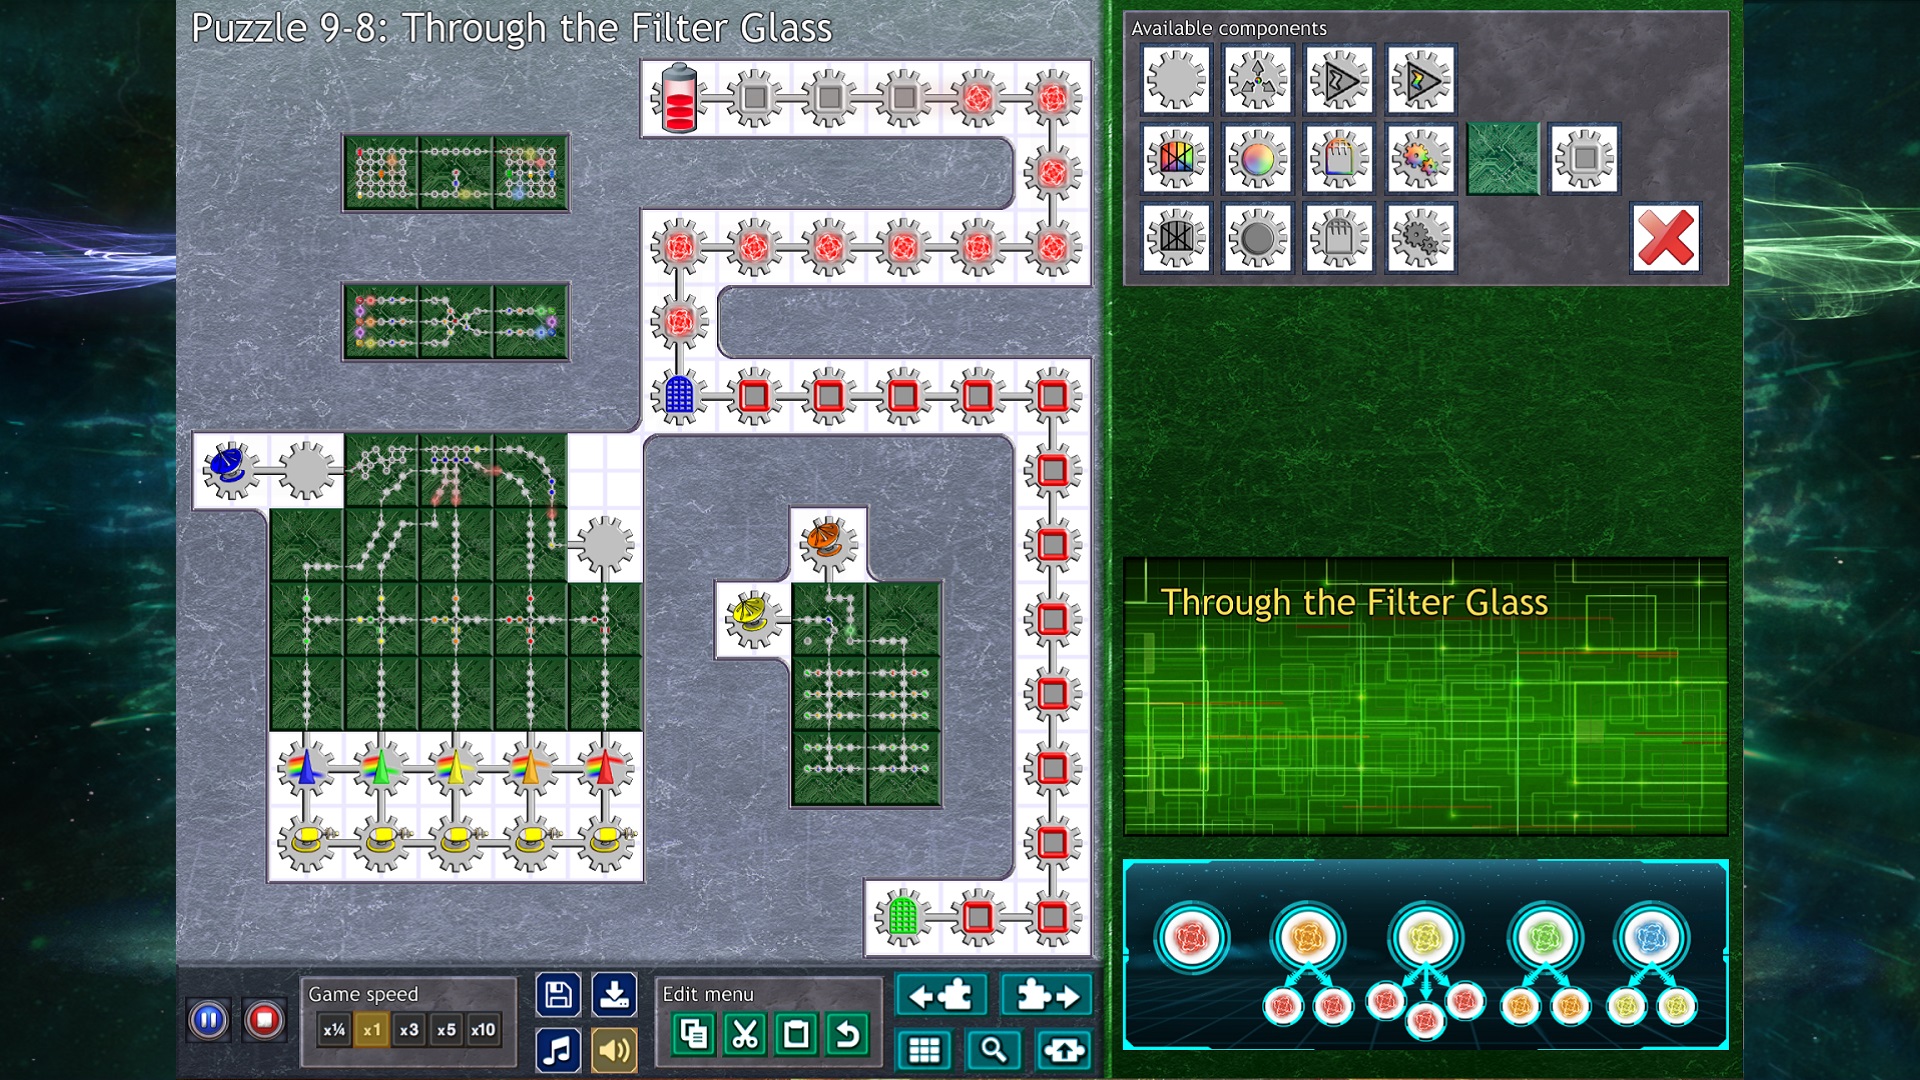 Puzzle 9-8: Through the Filter Glass
Available components
Through the Filter Glass
Game speed
x¼ x1 x3 x5 x10
Edit menu